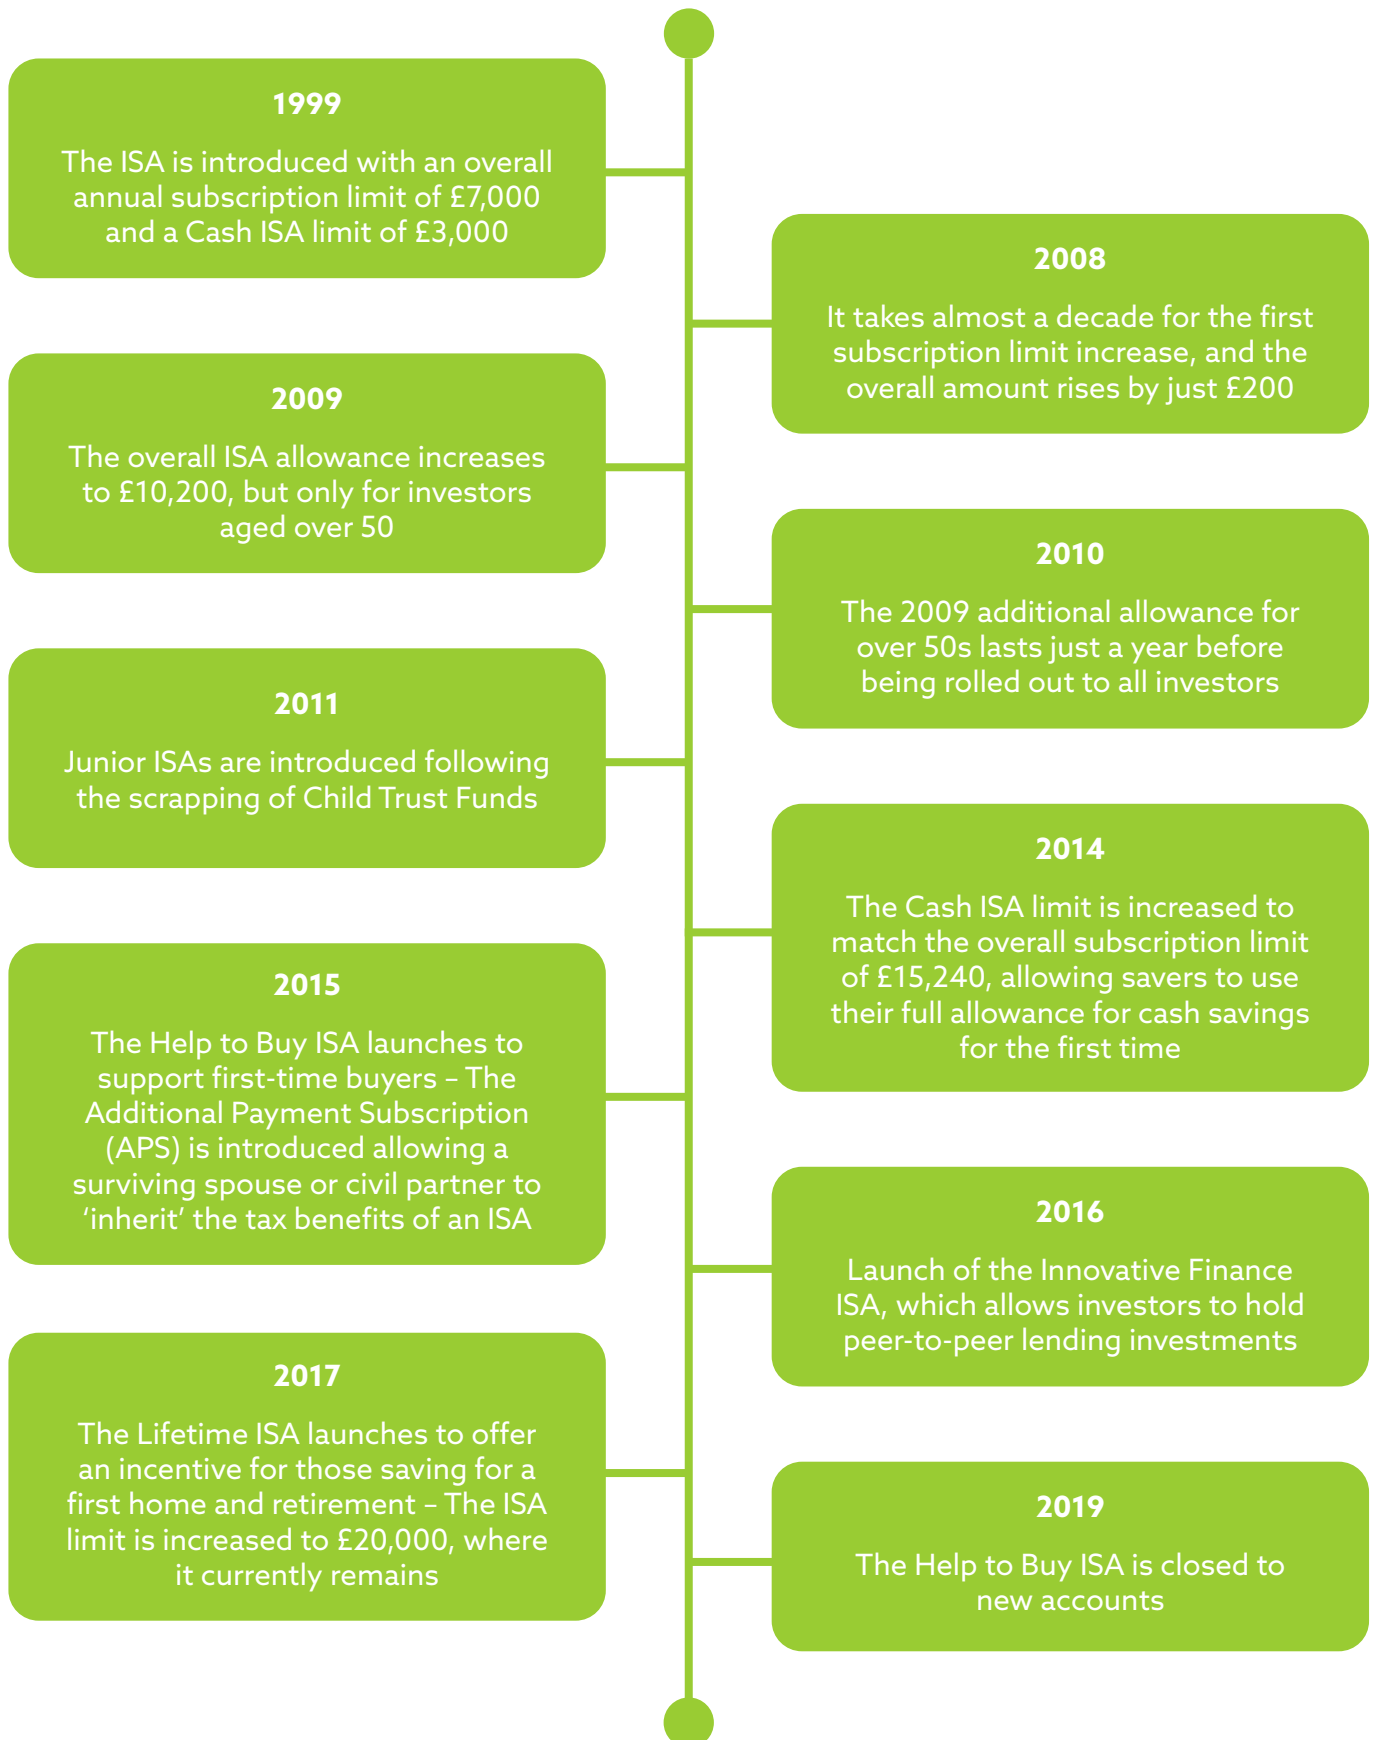 1999
The ISA is introduced with an overall
annual subscription limit of £7,000
and a Cash ISA limit of £3,000
2008
It takes almost a decade for the first
subscription limit increase, and the
overall amount rises by just £200
2009
The overall ISA allowance increases
to £10,200, but only for investors
aged over 50
2010
The 2009 additional allowance for
over 50s lasts just a year before
being rolled out to all investors
2011
Junior ISAs are introduced following
the scrapping of Child Trust Funds
2014
The Cash ISA limit is increased to
match the overall subscription limit
of £15,240, allowing savers to use
their full allowance for cash savings
for the first time
2015
The Help to Buy ISA launches to
support first-time buyers – The
Additional Payment Subscription
(APS) is introduced allowing a
surviving spouse or civil partner to
‘inherit’ the tax benefits of an ISA
2016
Launch of the Innovative Finance
ISA, which allows investors to hold
peer-to-peer lending investments
2017
The Lifetime ISA launches to offer
an incentive for those saving for a
first home and retirement – The ISA
limit is increased to £20,000, where
it currently remains
2019
The Help to Buy ISA is closed to
new accounts